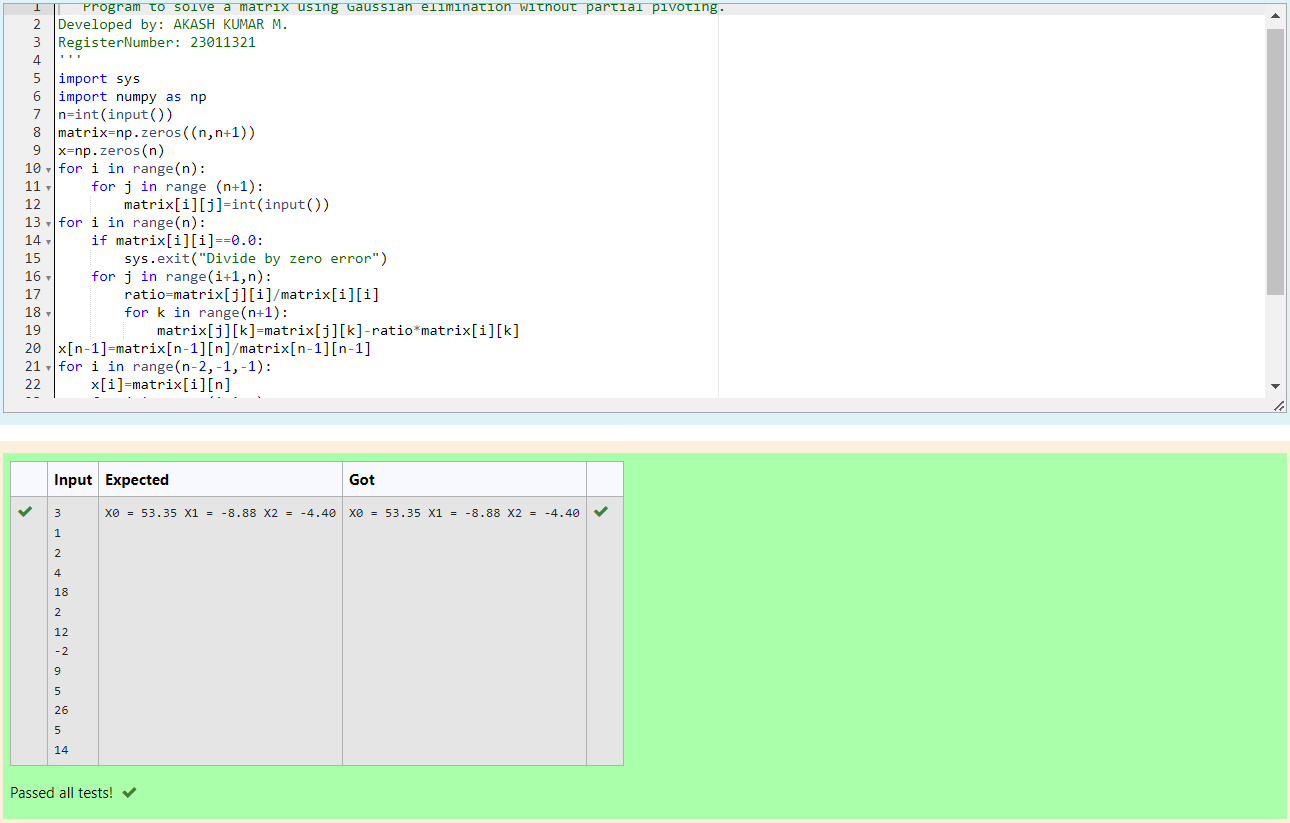 1 Program to solve a matrix using Gaussian elimination without partial pivoting.
2 Developed by: AKASH KUMAR M.
3 RegisterNumber: 23011321
4 '''
5 import sys
6 import numpy as np
7 n=int(input())
8 matrix=np.zeros((n,n+1))
9 x=np.zeros(n)
10 for i in range(n):
11     for j in range (n+1):
12         matrix[i][j]=int(input())
13 for i in range(n):
14     if matrix[i][i]==0.0:
15         sys.exit("Divide by zero error")
16     for j in range(i+1,n):
17         ratio=matrix[j][i]/matrix[i][i]
18         for k in range(n+1):
19             matrix[j][k]=matrix[j][k]-ratio*matrix[i][k]
20 x[n-1]=matrix[n-1][n]/matrix[n-1][n-1]
21 for i in range(n-2,-1,-1):
22     x[i]=matrix[i][n]
Input Expected Got
3 X0 = 53.35 X1 = -8.88 X2 = -4.40 X0 = 53.35 X1 = -8.88 X2 = -4.40
1
2
4
18
2
12
-2
9
5
26
5
14
Passed all tests!